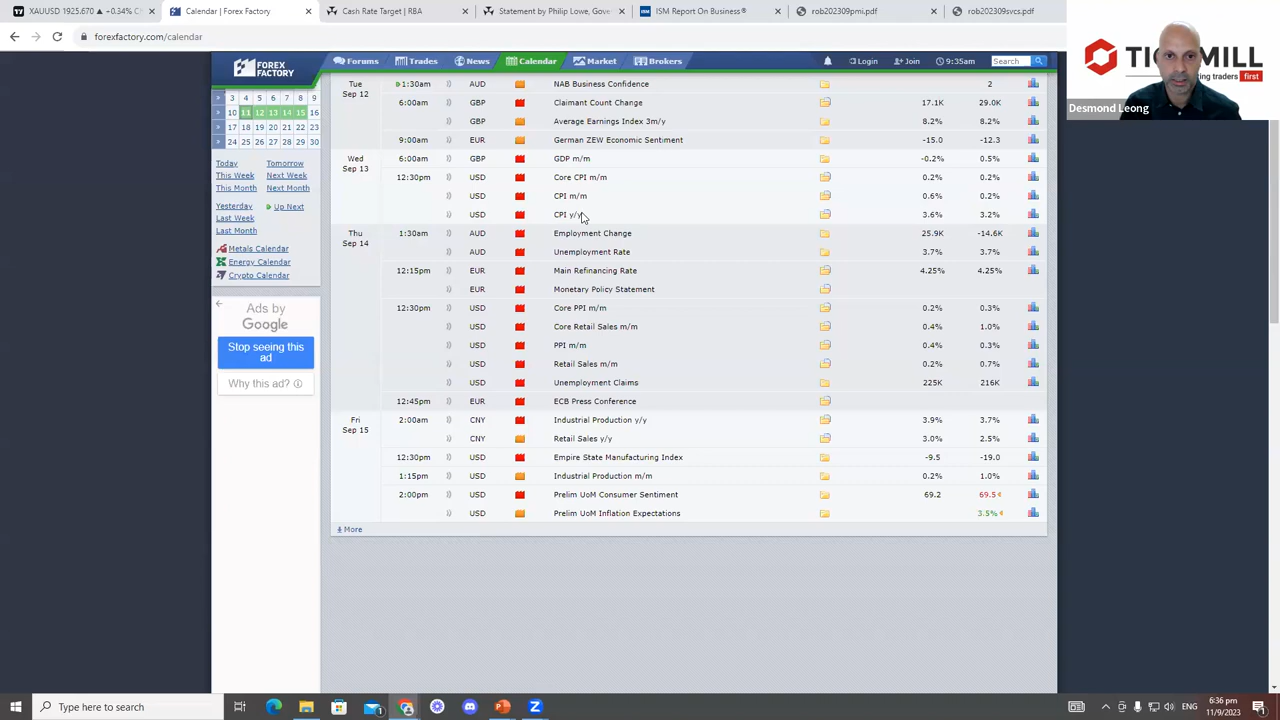 XAUUSD 1925.670 ▲ +0.34% C
Calendar | Forex Factory
Cash Rate Target | RBA
Statement by Philip Lowe, Gove
ISM Report On Business®
rob202309pmi.pdf
rob202309svcs.pdf
forexfactory.com/calendar
FOREX FACTORY
Forums
Trades
News
Calendar
Market
Brokers
Login
Join
9:35am
Search
TIC MILL
ting traders first
Desmond Leong
> 3 4 5 6 7 8 9
> 10 11 12 13 14 15 16
> 17 18 19 20 21 22 23
> 24 25 26 27 28 29 30
Today Tomorrow
This Week Next Week
This Month Next Month
Yesterday Up Next
Last Week
Last Month
Metals Calendar
Energy Calendar
Crypto Calendar
Ads by
Google
Stop seeing this
ad
Why this ad?
Tue Sep 12 1:30am AUD NAB Business Confidence 2
6:00am GBP Claimant Count Change 17.1K 29.0K
GBP Average Earnings Index 3m/y 8.2% 8.2%
9:00am EUR German ZEW Economic Sentiment -15.0 -12.3
Wed Sep 13 6:00am GBP GDP m/m -0.2% 0.5%
12:30pm USD Core CPI m/m 0.2% 0.2%
USD CPI m/m 0.6% 0.2%
USD CPI y/y 3.6% 3.2%
Thu Sep 14 1:30am AUD Employment Change 25.9K -14.6K
AUD Unemployment Rate 3.7% 3.7%
12:15pm EUR Main Refinancing Rate 4.25% 4.25%
EUR Monetary Policy Statement
12:30pm USD Core PPI m/m 0.2% 0.3%
USD Core Retail Sales m/m 0.4% 1.0%
USD PPI m/m 0.4% 0.3%
USD Retail Sales m/m 0.2% 0.7%
USD Unemployment Claims 225K 216K
12:45pm EUR ECB Press Conference
Fri Sep 15 2:00am CNY Industrial Production y/y 3.9% 3.7%
CNY Retail Sales y/y 3.0% 2.5%
12:30pm USD Empire State Manufacturing Index -9.5 -19.0
1:15pm USD Industrial Production m/m 0.2% 1.0%
2:00pm USD Prelim UoM Consumer Sentiment 69.2 69.5
USD Prelim UoM Inflation Expectations 3.5%
More
Type here to search
ENG
6:36 pm
11/9/2023